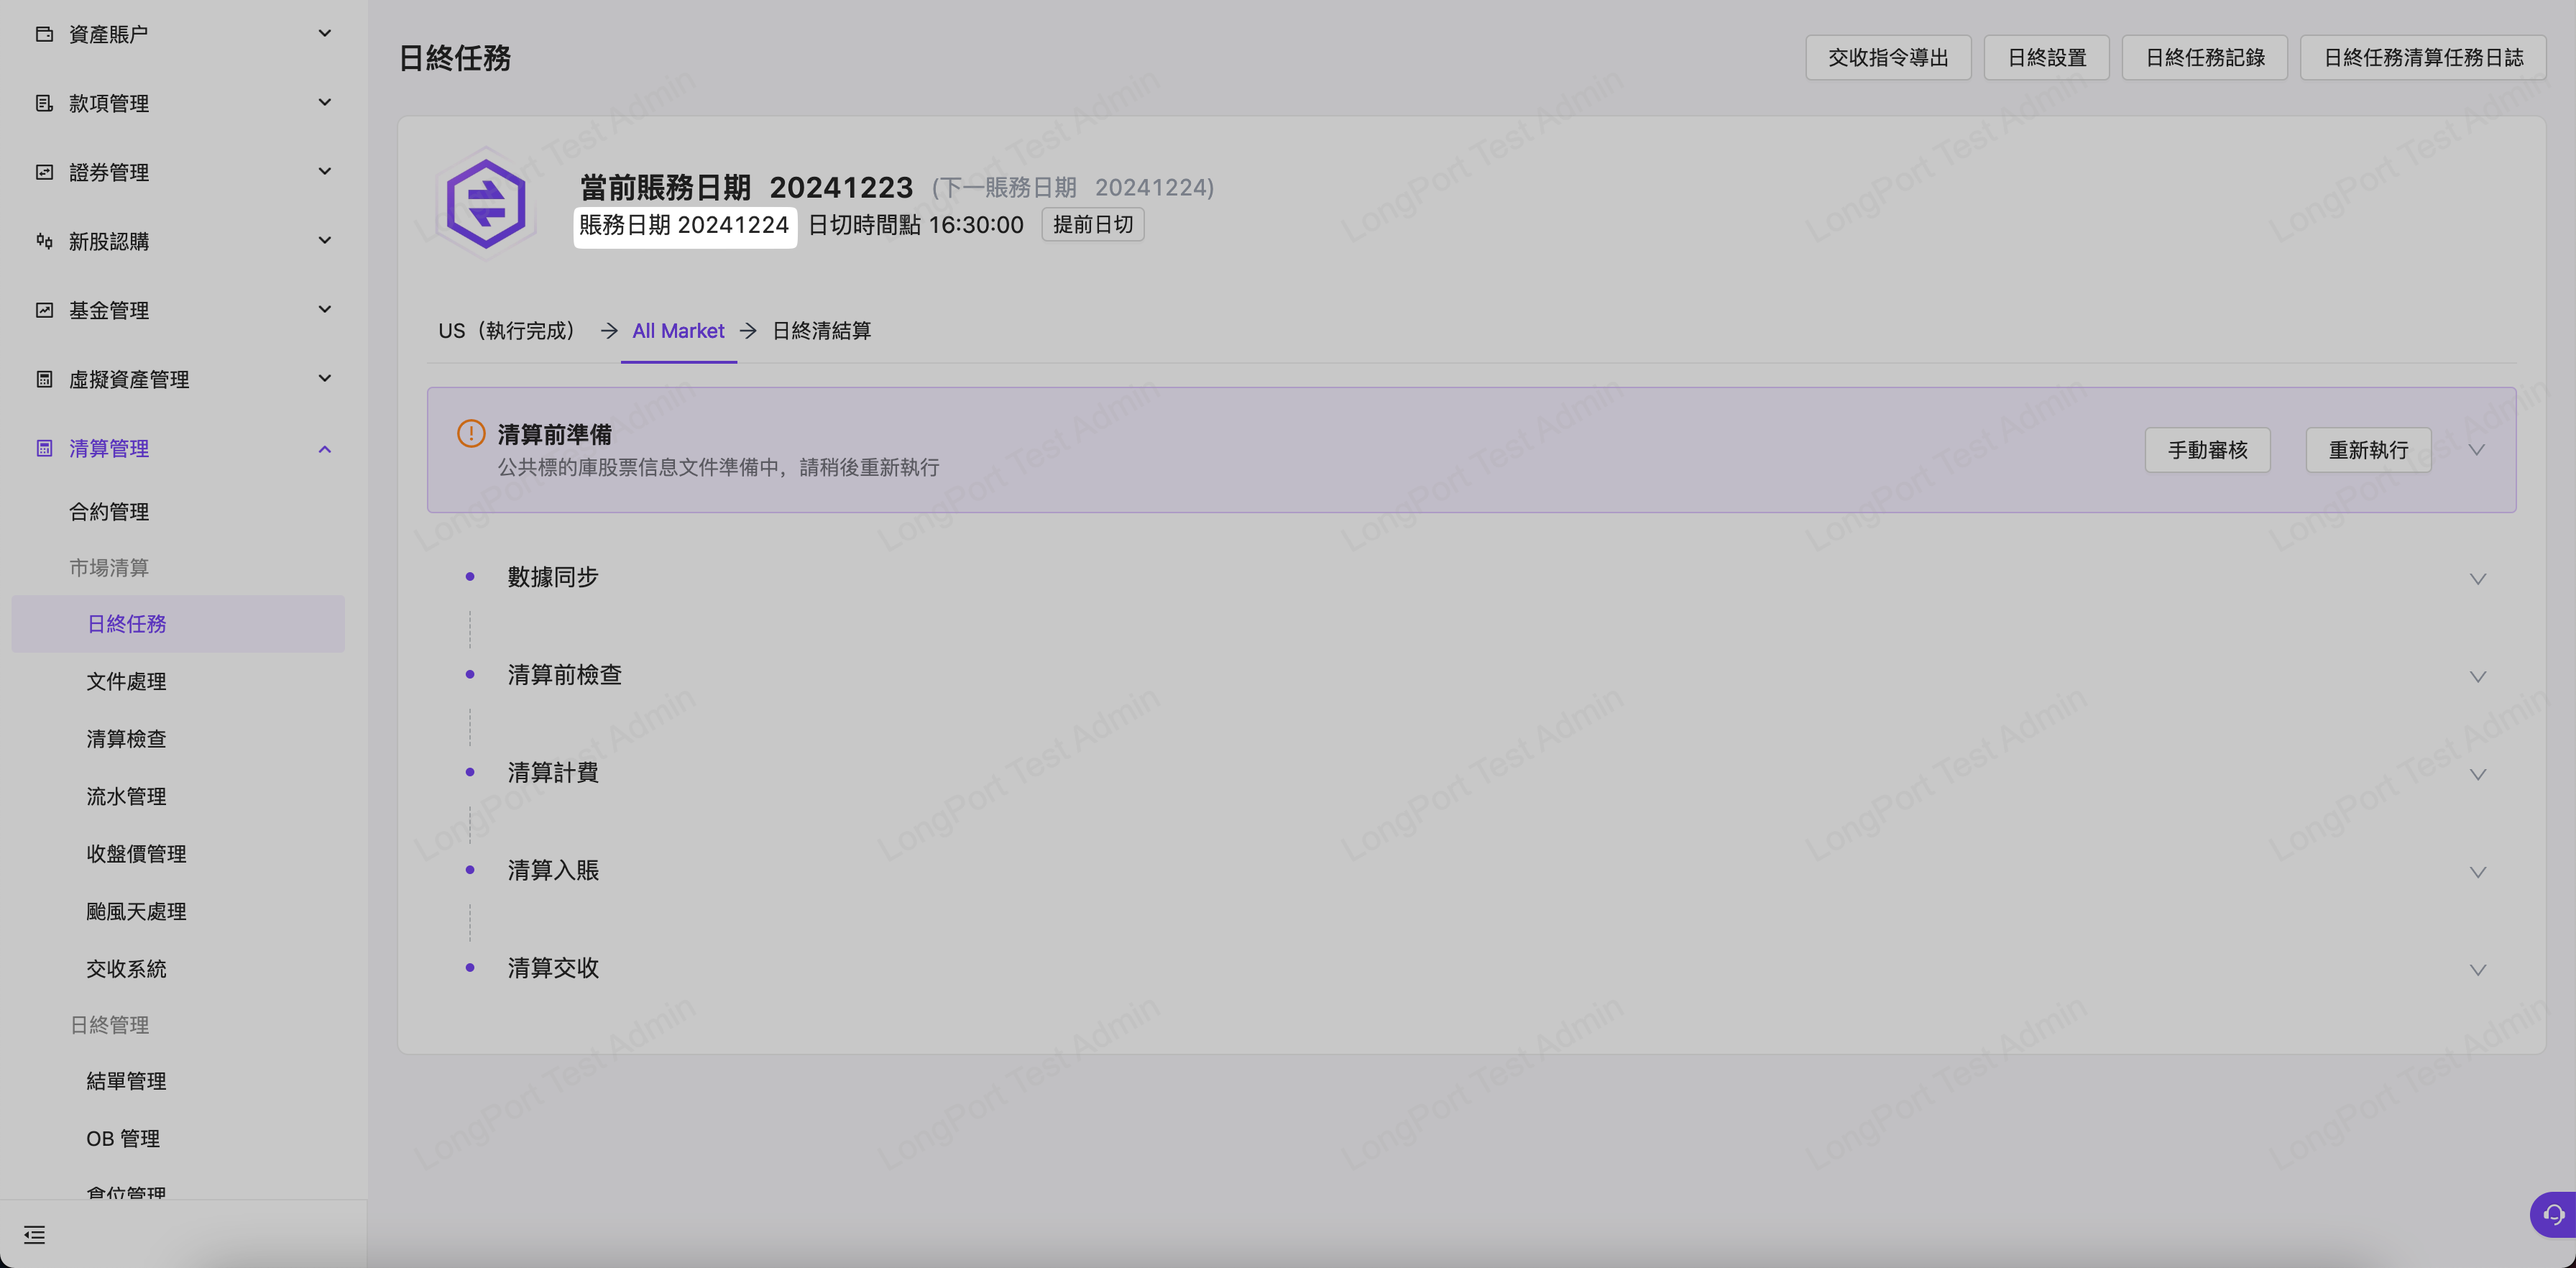 資產賬户
款項管理
證券管理
新股認購
基金管理
虛擬資產管理
清算管理
合約管理
市場清算
日終任務
文件處理
清算檢查
流水管理
收盤價管理
颱風天處理
交收系統
日終管理
結單管理
OB 管理
倉位管理
日終任務
交收指令導出
日終設置
日終任務記錄
日終任務清算任務日誌
當前賬務日期 20241223 (下一賬務日期 20241224)
賬務日期 20241224 日切時間點 16:30:00 提前日切
US（執行完成） → All Market → 日終清結算
清算前準備
公共標的庫股票信息文件準備中，請稍後重新執行
手動審核
重新執行
數據同步
清算前檢查
清算計費
清算入賬
清算交收
LongPort Test Admin